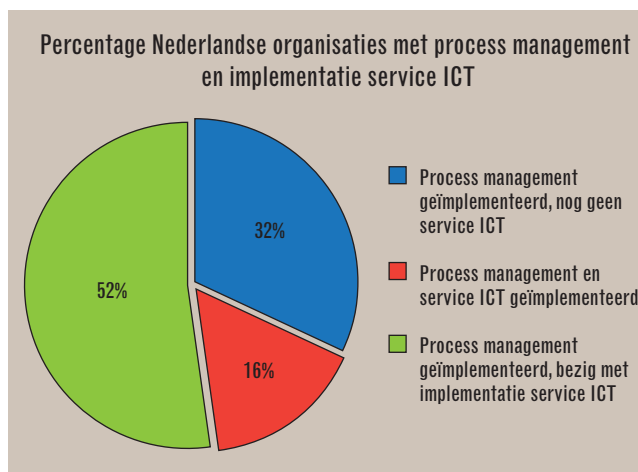 Percentage Nederlandse organisaties met process management
en implementatie service ICT
32%
52%
16%
Process management
geïmplementeerd, nog geen
service ICT
Process management en
service ICT geïmplementeerd
Process management
geïmplementeerd, bezig met
implementatie service ICT